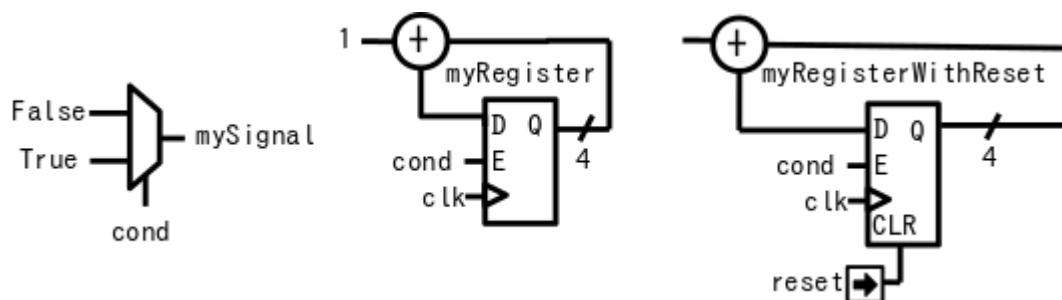 False
True
mySignal
cond
1
+
myRegister
D Q
cond E
clk
4
+
myRegisterWithReset
D Q
cond E
clk
CLR
4
reset